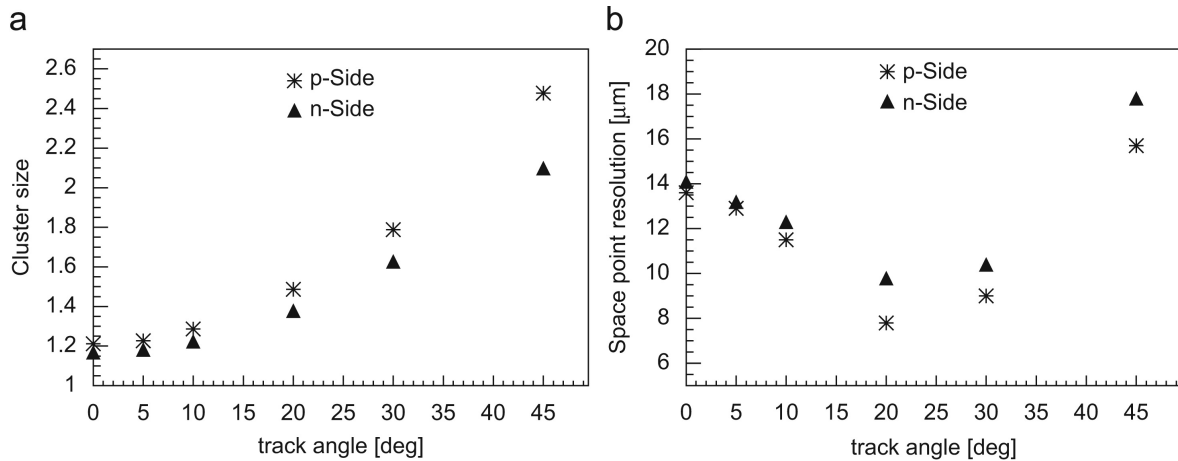 a
2.6
2.4
2.2
2
1.8
1.6
1.4
1.2
1
Cluster size
p-Side
n-Side
0 5 10 15 20 25 30 35 40 45
track angle [deg]
b
20
18
16
14
12
10
8
6
Space point resolution [μm]
p-Side
n-Side
0 5 10 15 20 25 30 35 40 45
track angle [deg]